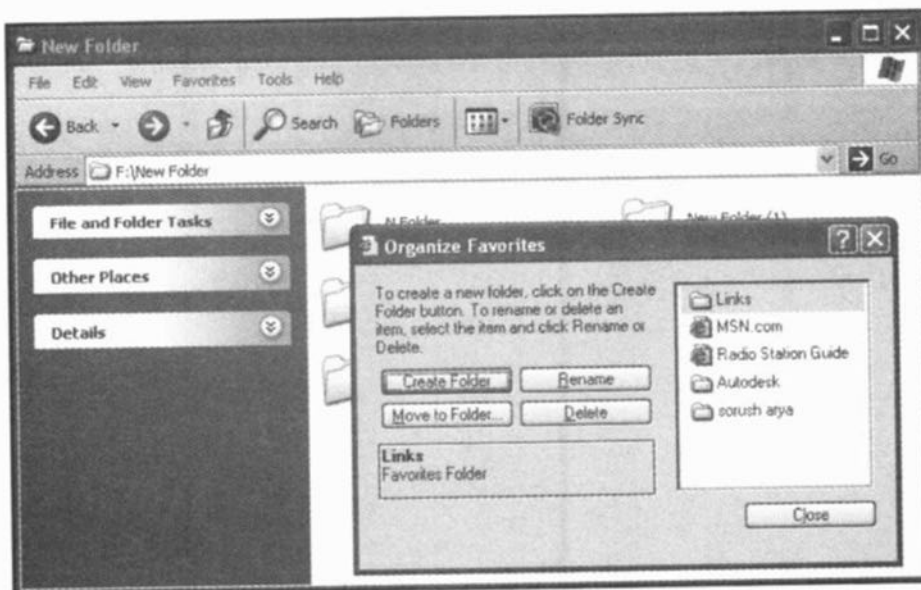 New Folder
File Edit View Favorites Tools Help
Back Search Folders Folder Sync
Address F:\New Folder Go
File and Folder Tasks
Other Places
Details
N Folder
New Folder (1)
Organize Favorites
To create a new folder, click on the Create
Folder button. To rename or delete an
item, select the item and click Rename or
Delete.
Create Folder Rename
Move to Folder... Delete
Links
Favorites Folder
Links
MSN.com
Radio Station Guide
Autodesk
sorush arya
Close